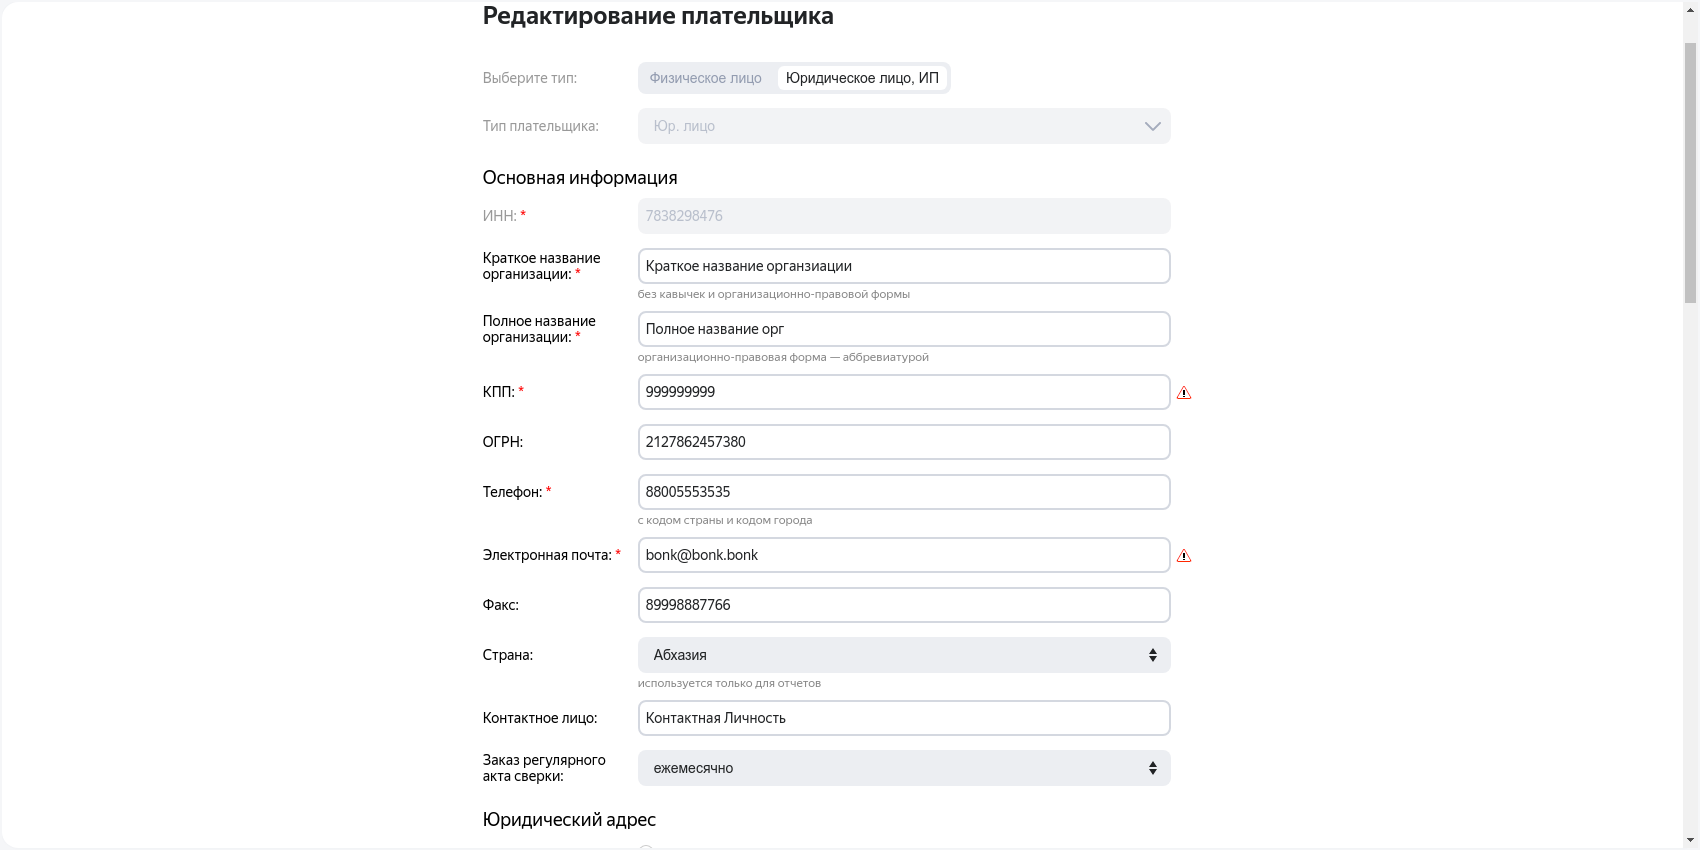 Редактирование плательщика
Выберите тип: Физическое лицо Юридическое лицо, ИП
Тип плательщика: Юр. лицо
Основная информация
ИНН: * 7838298476
Краткое название
организации: * Краткое название органзиации
без кавычек и организационно-правовой формы
Полное название
организации: * Полное название орг
организационно-правовая форма — аббревиатурой
КПП: * 999999999
ОГРН: 2127862457380
Телефон: * 88005553535
с кодом страны и кодом города
Электронная почта: * bonk@bonk.bonk
Факс: 89998887766
Страна: Абхазия
используется только для отчетов
Контактное лицо: Контактная Личность
Заказ регулярного
акта сверки: ежемесячно
Юридический адрес